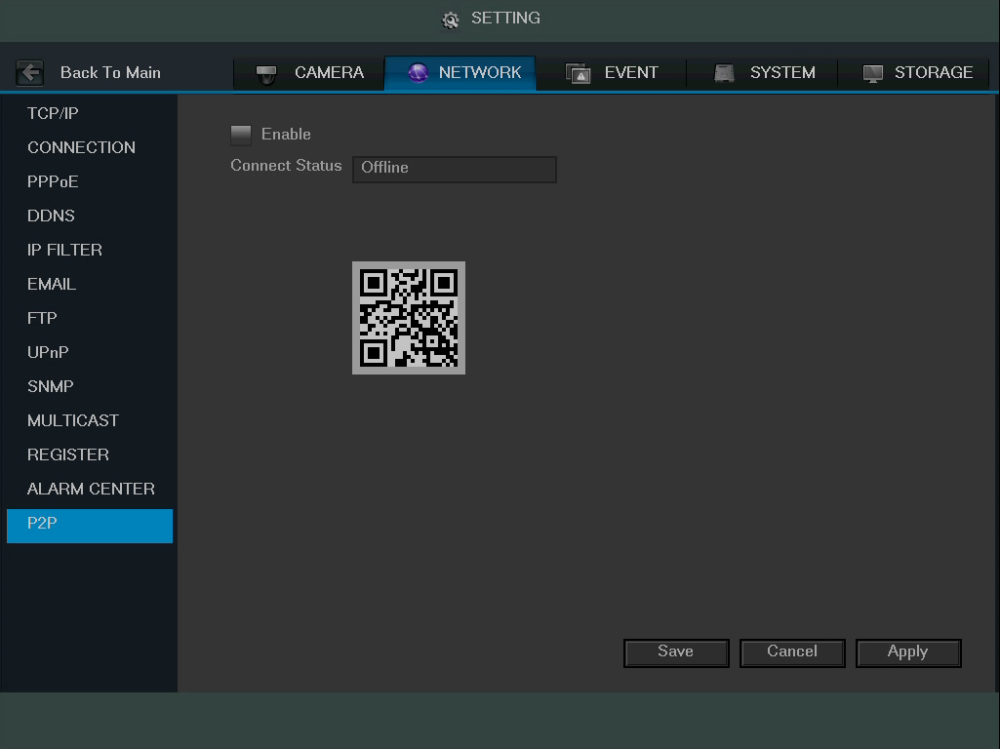 SETTING
Back To Main
CAMERA
NETWORK
EVENT
SYSTEM
STORAGE
TCP/IP
CONNECTION
PPPoE
DDNS
IP FILTER
EMAIL
FTP
UPnP
SNMP
MULTICAST
REGISTER
ALARM CENTER
P2P
Enable
Connect Status Offline
Save
Cancel
Apply